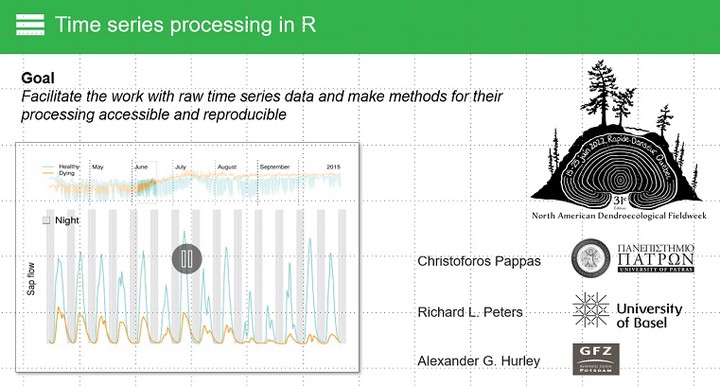 Time series processing in R
Goal
Facilitate the work with raw time series data and make methods for their
processing accessible and reproducible
Healthy
Dying
May
June
July
August
September
2015
Night
Sap flow
31e
Edition
North American Dendroecological Fieldweek
Christoforos Pappas
ΠΑΝΕΠΙΣΤΗΜΙΟ
ΠΑΤΡΩΝ
UNIVERSITY OF PATRAS
Richard L. Peters
University
of Basel
Alexander G. Hurley
GFZ
POTSDAM